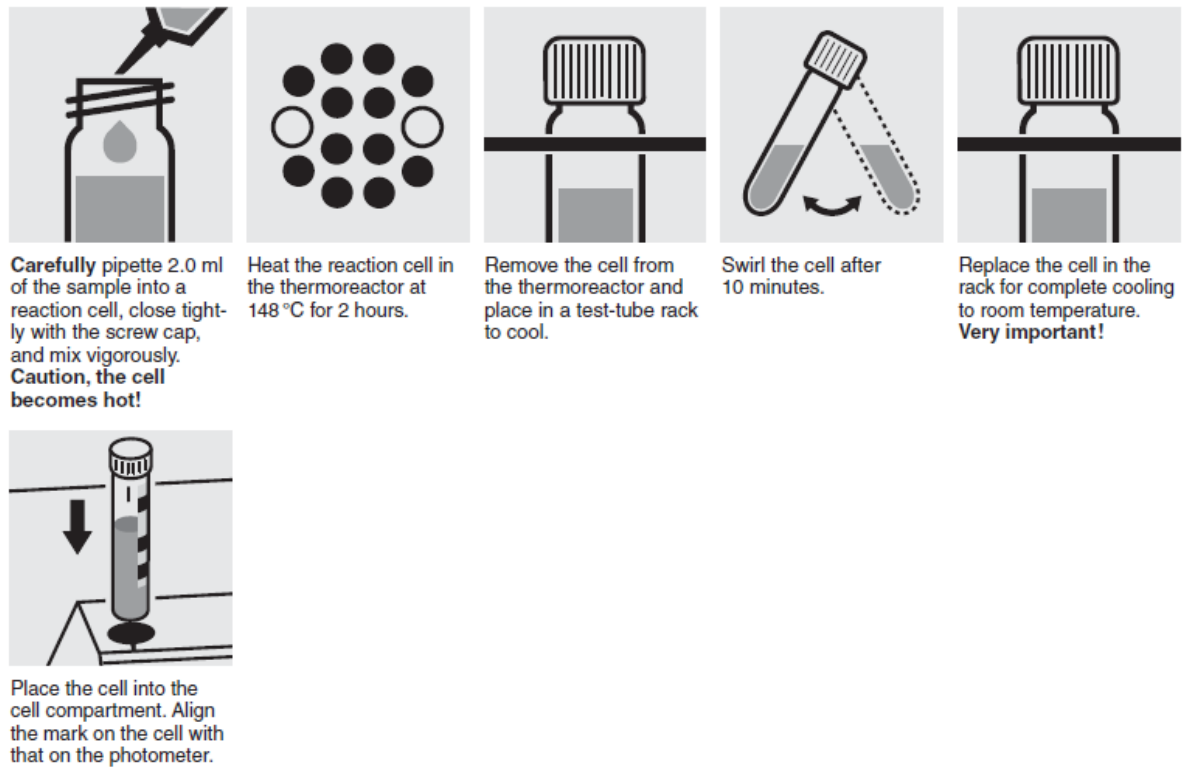 Carefully pipette 2.0 ml
of the sample into a
reaction cell, close tight-
ly with the screw cap,
and mix vigorously.
Caution, the cell
becomes hot!
Heat the reaction cell in
the thermoreactor at
148 °C for 2 hours.
Remove the cell from
the thermoreactor and
place in a test-tube rack
to cool.
Swirl the cell after
10 minutes.
Replace the cell in the
rack for complete cooling
to room temperature.
Very important!
Place the cell into the
cell compartment. Align
the mark on the cell with
that on the photometer.